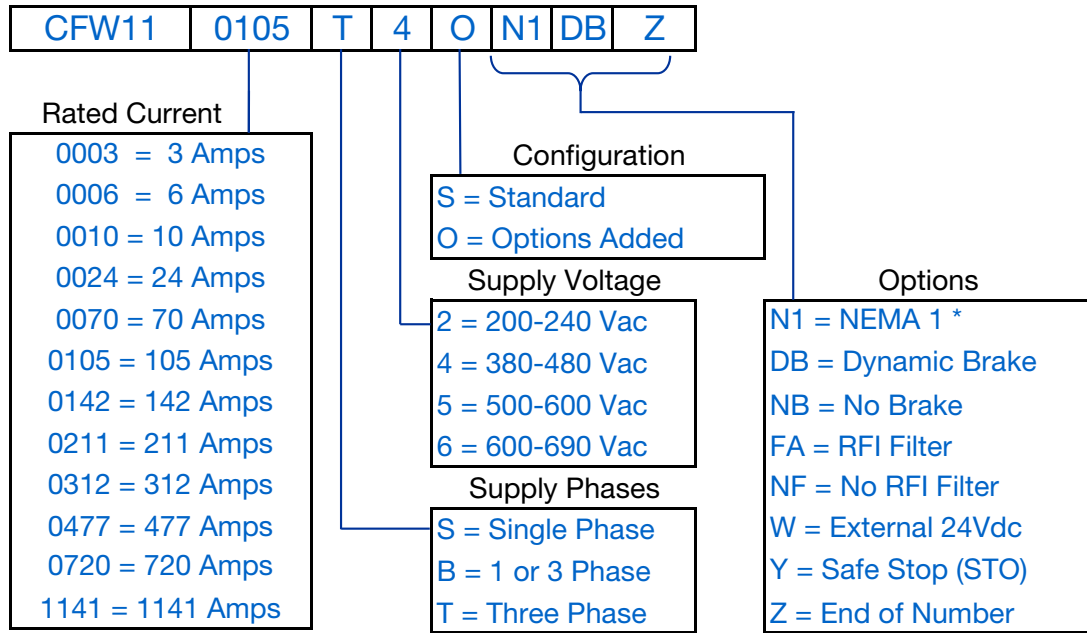 CFW11 0105 T 4 O N1 DB Z
Rated Current
0003 = 3 Amps
0006 = 6 Amps
0010 = 10 Amps
0024 = 24 Amps
0070 = 70 Amps
0105 = 105 Amps
0142 = 142 Amps
0211 = 211 Amps
0312 = 312 Amps
0477 = 477 Amps
0720 = 720 Amps
1141 = 1141 Amps
Configuration
S = Standard
O = Options Added
Supply Voltage
2 = 200-240 Vac
4 = 380-480 Vac
5 = 500-600 Vac
6 = 600-690 Vac
Supply Phases
S = Single Phase
B = 1 or 3 Phase
T = Three Phase
Options
N1 = NEMA 1 *
DB = Dynamic Brake
NB = No Brake
FA = RFI Filter
NF = No RFI Filter
W = External 24Vdc
Y = Safe Stop (STO)
Z = End of Number